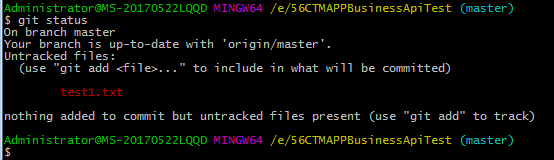 Administrator@MS-20170522LQQD MINGW64 /e/56CTMAPPBusinessApiTest (master)
$ git status
On branch master
Your branch is up-to-date with 'origin/master'.
Untracked files:
  (use "git add <file>..." to include in what will be committed)
        test1.txt
nothing added to commit but untracked files present (use "git add" to track)
Administrator@MS-20170522LQQD MINGW64 /e/56CTMAPPBusinessApiTest (master)
$